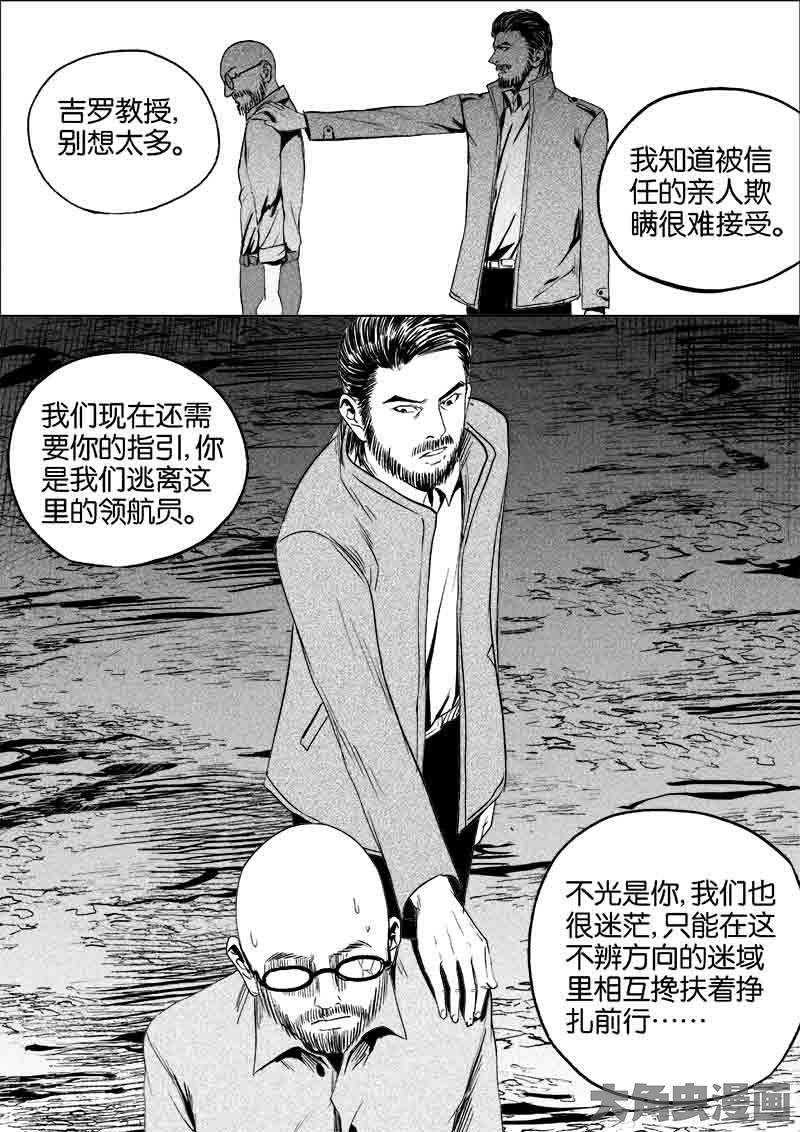 吉罗教授，
别想太多。
我知道被信
任的亲人欺
瞒很难接受。
我们现在还需
要你的指引，你
是我们逃离这
里的领航员。
不光是你，我们也
很迷茫，只能在这
不辨方向的迷域
里相互搀扶着挣
扎前行……
大角虫漫画